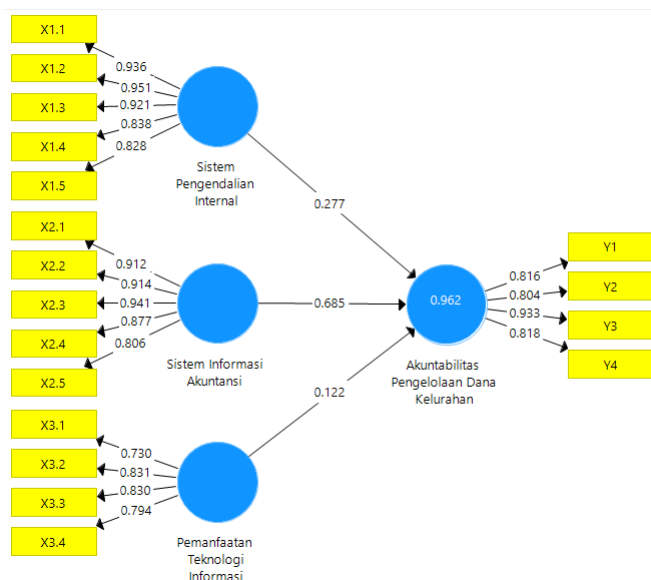 X1.1
X1.2
X1.3
X1.4
X1.5
0.936
0.951
0.921
0.838
0.828
Sistem
Pengendalian
Internal
0.277
X2.1
X2.2
X2.3
X2.4
X2.5
0.912
0.914
0.941
0.877
0.806
Sistem Informasi
Akuntansi
0.685
X3.1
X3.2
X3.3
X3.4
0.730
0.831
0.830
0.794
Pemanfaatan
Teknologi
Informasi
0.122
0.962
Akuntabilitas
Pengelolaan Dana
Kelurahan
0.816
0.804
0.933
0.818
Y1
Y2
Y3
Y4